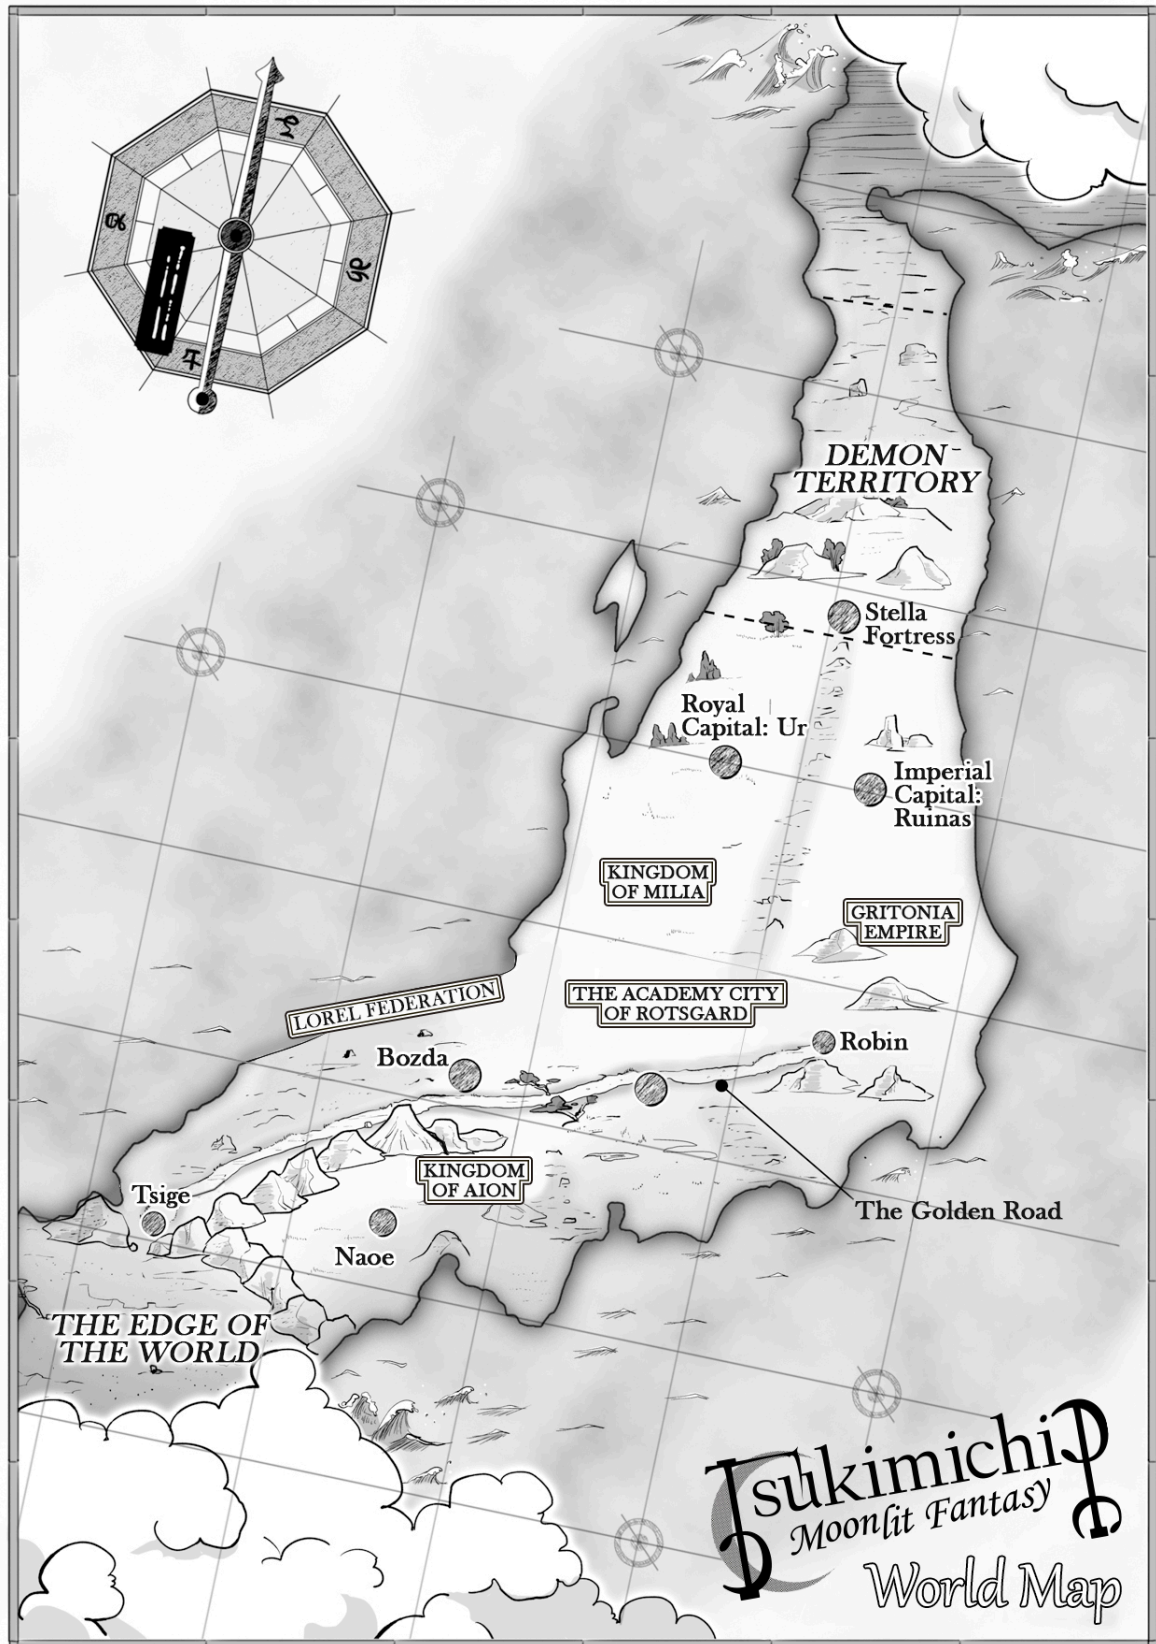 DEMON
TERRITORY
Stella
Fortress
Royal
Capital: Ur
Imperial
Capital:
Ruinas
KINGDOM
OF MILIA
GRITONIA
EMPIRE
LOREL FEDERATION
THE ACADEMY CITY
OF ROTSGARD
Robin
Bozda
KINGDOM
OF AION
Tsige
The Golden Road
Naoe
THE EDGE OF
THE WORLD
Tsukimichi
Moonlit Fantasy
World Map